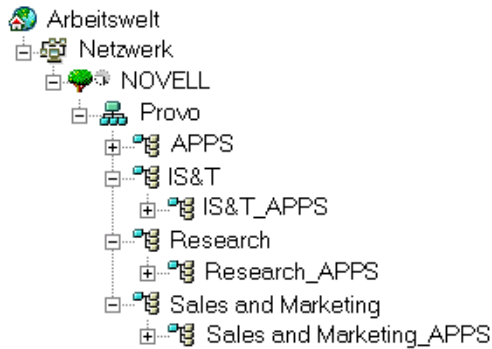 Arbeitswelt
Netzwerk
NOVELL
Provo
APPS
IS&T
IS&T_APPS
Research
Research_APPS
Sales and Marketing
Sales and Marketing_APPS